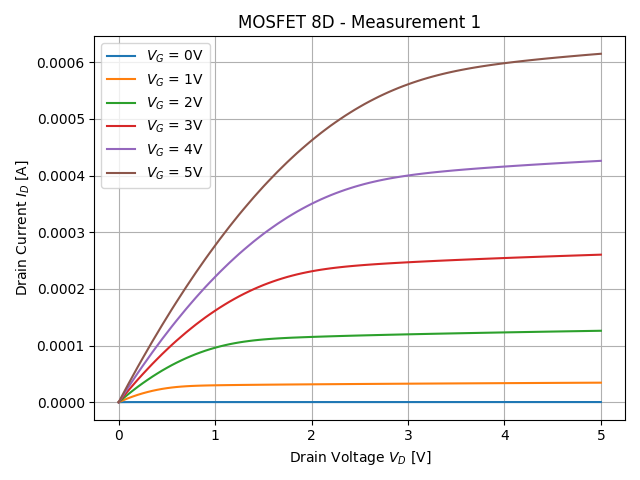 MOSFET 8D - Measurement 1
V_G = 0V
V_G = 1V
V_G = 2V
V_G = 3V
V_G = 4V
V_G = 5V
Drain Current I_D [A]
0.0006
0.0005
0.0004
0.0003
0.0002
0.0001
0.0000
0 1 2 3 4 5
Drain Voltage V_D [V]